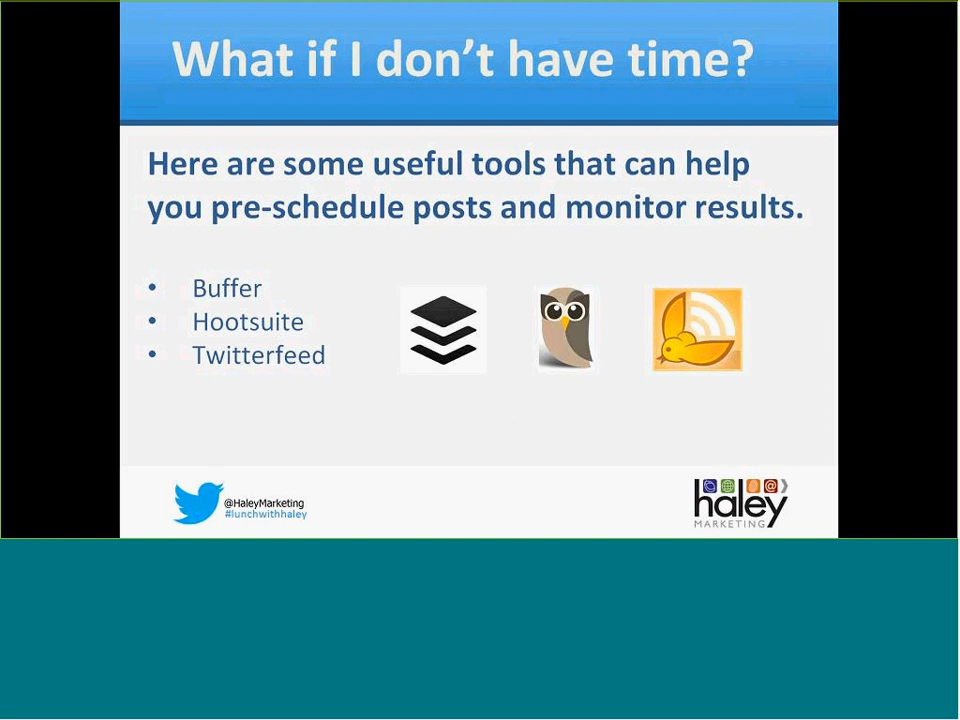 What if I don't have time?
Here are some useful tools that can help
you pre-schedule posts and monitor results.
• Buffer
• Hootsuite
• Twitterfeed
@HaleyMarketing
#lunchwithhaley
haley
MARKETING